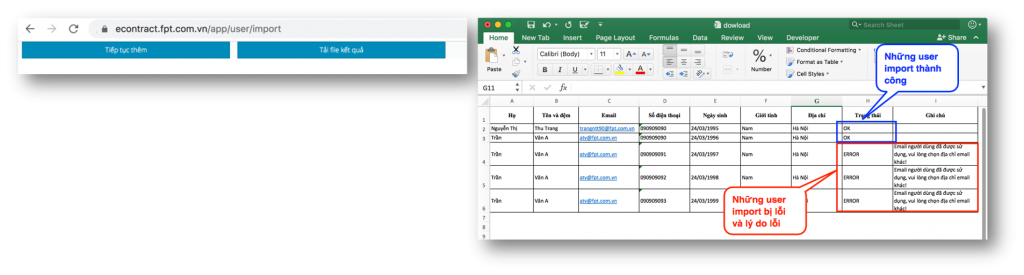 econtract.fpt.com.vn/app/user/import
Tiếp tục thêm
Tải file kết quả
dowload
Search Sheet
Home New Tab Insert Page Layout Formulas Data Review View Developer
Share
Paste
Calibri (Body) 11 A A
B I U A
%
Number
Conditional Formatting
Format as Table
Cell Styles
G11 fx
A B C D E F G H I
1 Họ Tên và đệm Email Số điện thoại Ngày sinh Giới tính Địa chỉ Trạng thái Ghi chú
2 Nguyễn Thị Thu Trang trangntt90@fpt.com.vn 090909090 24/03/1995 Nam Hà Nội OK
3 Trần Văn A atv@fpt.com.vn 090909090 24/03/1996 Nam Hà Nội OK
4 Trần Văn A atv@fpt.com.vn 090909091 24/03/1997 Nam Hà Nội ERROR Email người dùng đã được sử
dụng, vui lòng chọn địa chỉ email
khác!
5 Trần Văn A atv@fpt.com.vn 090909092 24/03/1998 Nam Hà Nội ERROR Email người dùng đã được sử
dụng, vui lòng chọn địa chỉ email
khác!
6 Trần Văn A atv@fpt.com.vn 090909093 24/03/1999 ERROR Email người dùng đã được sử
dụng, vui lòng chọn địa chỉ email
khác!
7
8
9
Những user
import thành
công
Những user
import bị lỗi
và lý do lỗi